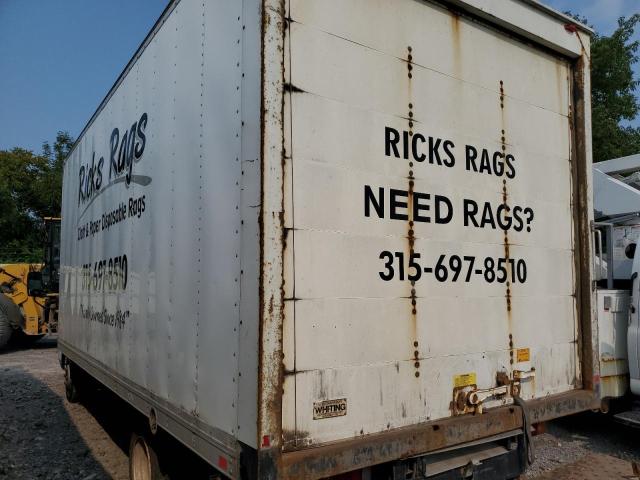 Ricks Rags
Cloth & Paper Disposable Rags
315-697-8510
RICKS RAGS
NEED RAGS?
315-697-8510
WHITING